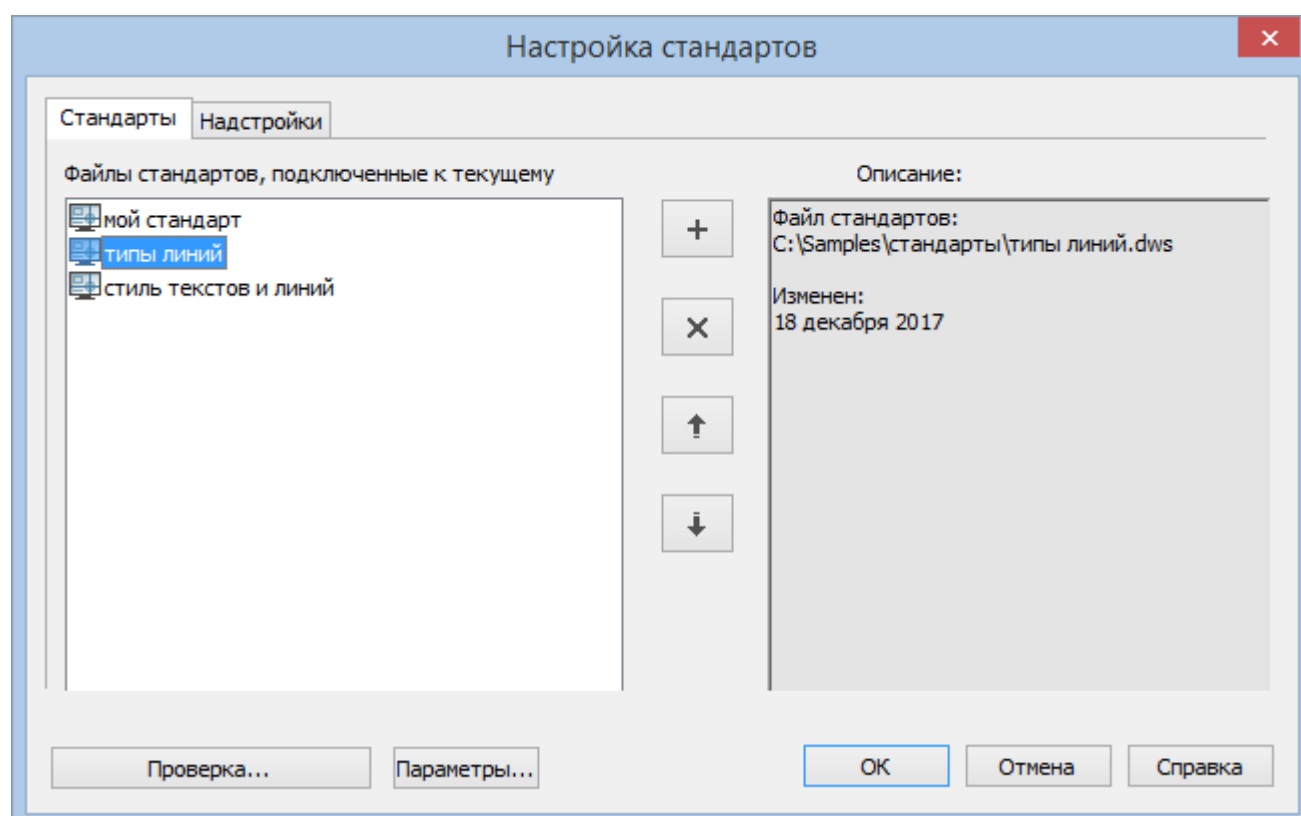 Настройка стандартов
Стандарты
Надстройки
Файлы стандартов, подключенные к текущему
Описание:
мой стандарт
типы линий
стиль текстов и линий
Файл стандартов:
C:\Samples\стандарты\типы линий.dws
Изменен:
18 декабря 2017
Проверка...
Параметры...
ОК
Отмена
Справка